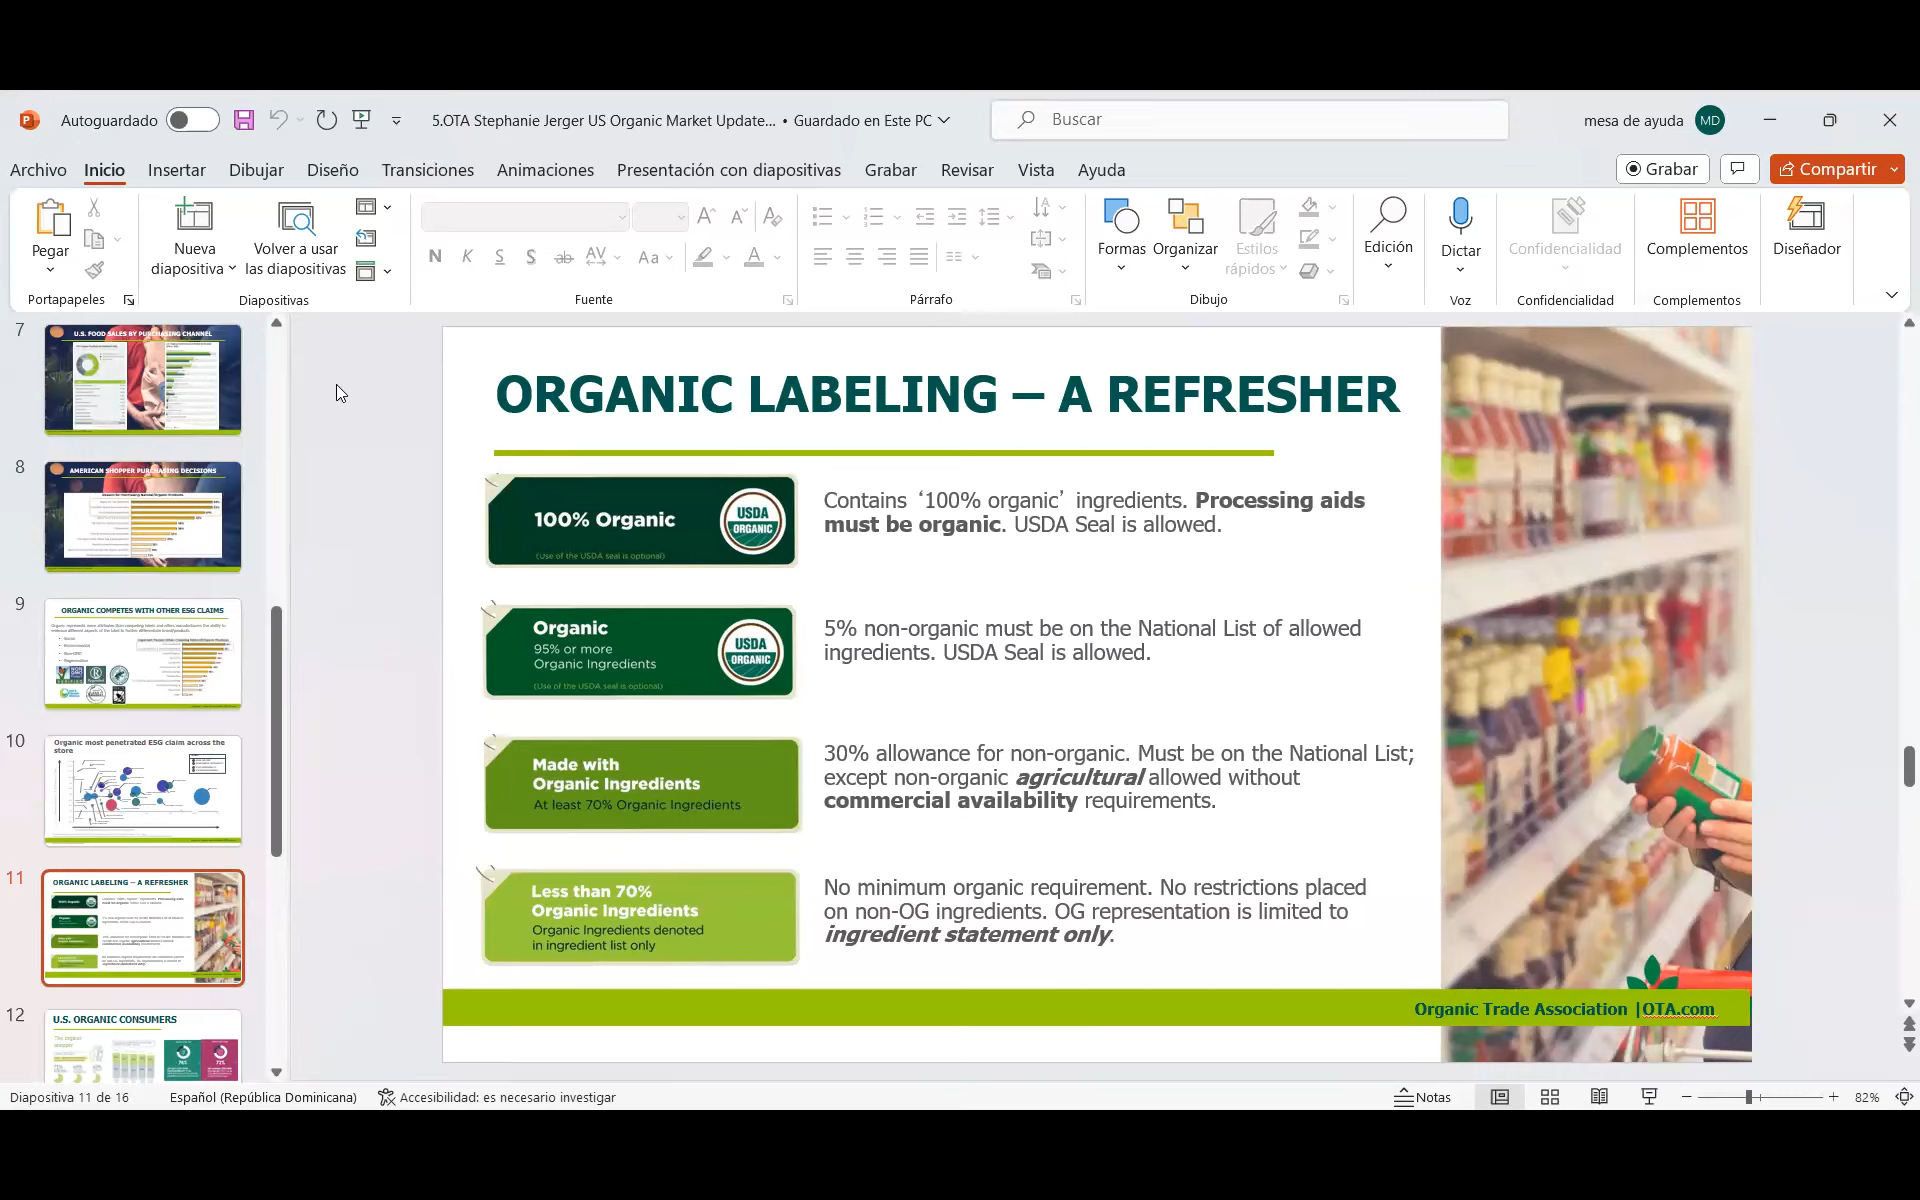 Autoguardado
5.OTA Stephanie Jerger US Organic Market Update... • Guardado en Este PC
Buscar
mesa de ayuda
MD
Archivo
Inicio
Insertar
Dibujar
Diseño
Transiciones
Animaciones
Presentación con diapositivas
Grabar
Revisar
Vista
Ayuda
Grabar
Compartir
Pegar
Portapapeles
Nueva
diapositiva
Volver a usar
las diapositivas
Diapositivas
N K S S ab AV Aa A
Fuente
Párrafo
Formas
Organizar
Estilos
rápidos
Dibujo
Edición
Dictar
Voz
Confidencialidad
Confidencialidad
Complementos
Complementos
Diseñador
7
U.S. FOOD SALES BY PURCHASING CHANNEL
8
AMERICAN SHOPPER PURCHASING DECISIONS
9
ORGANIC COMPETES WITH OTHER ESG CLAIMS
10
Organic most penetrated ESG claim across the
store
11
ORGANIC LABELING – A REFRESHER
12
U.S. ORGANIC CONSUMERS
ORGANIC LABELING – A REFRESHER
100% Organic
(Use of the USDA seal is optional)
USDA
ORGANIC
Contains ‘100% organic’ ingredients. Processing aids
must be organic. USDA Seal is allowed.
Organic
95% or more
Organic Ingredients
(Use of the USDA seal is optional)
USDA
ORGANIC
5% non-organic must be on the National List of allowed
ingredients. USDA Seal is allowed.
Made with
Organic Ingredients
At least 70% Organic Ingredients
30% allowance for non-organic. Must be on the National List;
except non-organic agricultural allowed without
commercial availability requirements.
Less than 70%
Organic Ingredients
Organic Ingredients denoted
in ingredient list only
No minimum organic requirement. No restrictions placed
on non-OG ingredients. OG representation is limited to
ingredient statement only.
Organic Trade Association |OTA.com
Diapositiva 11 de 16
Español (República Dominicana)
Accesibilidad: es necesario investigar
Notas
82%